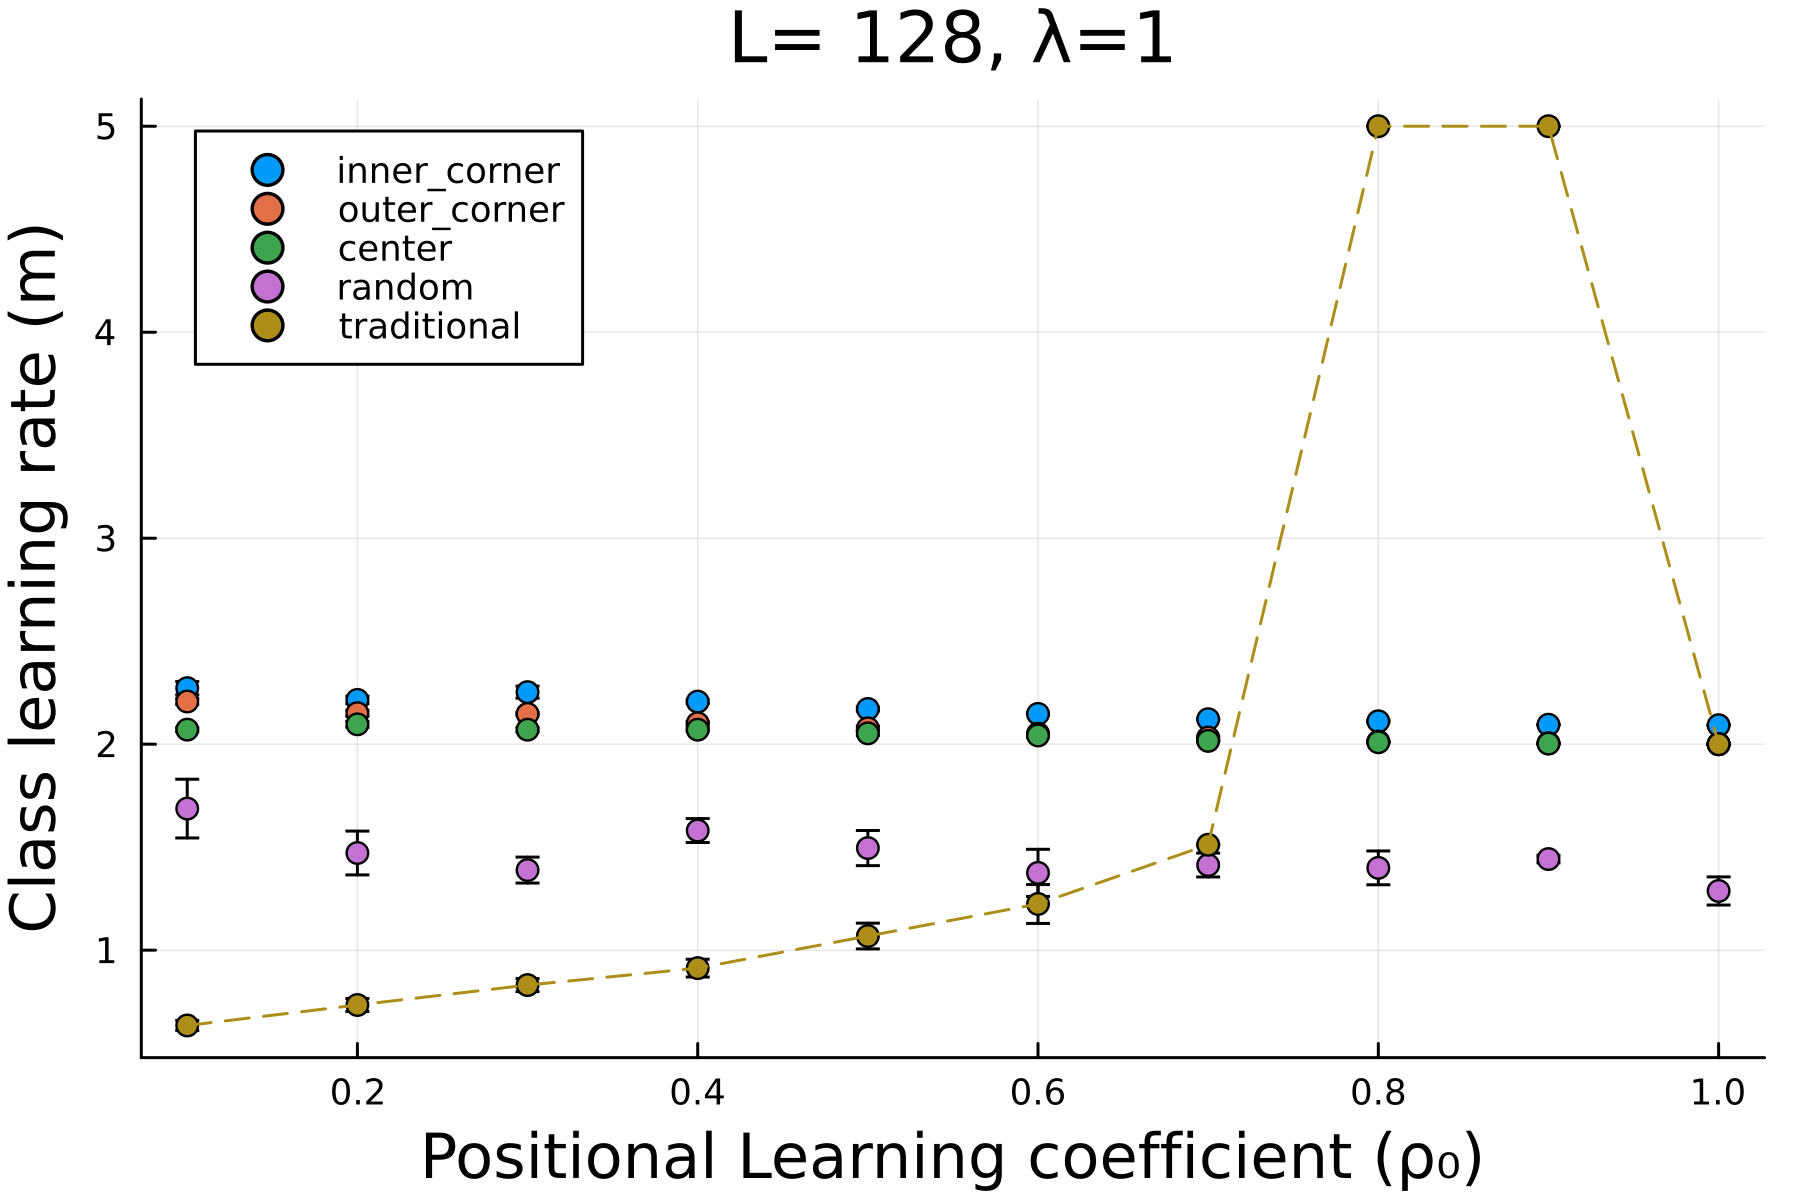 L= 128, λ=1
Class learning rate (m)
5
4
3
2
1
inner_corner
outer_corner
center
random
traditional
0.2 0.4 0.6 0.8 1.0
Positional Learning coefficient (ρ₀)